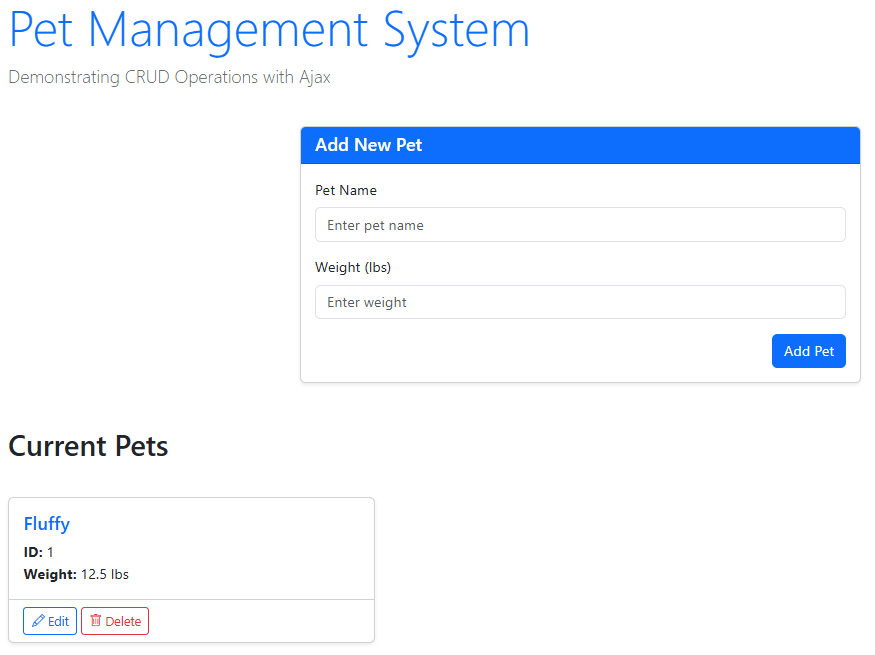 Pet Management System
Demonstrating CRUD Operations with Ajax
Add New Pet
Pet Name
Enter pet name
Weight (lbs)
Enter weight
Add Pet
Current Pets
Fluffy
ID: 1
Weight: 12.5 lbs
Edit Delete